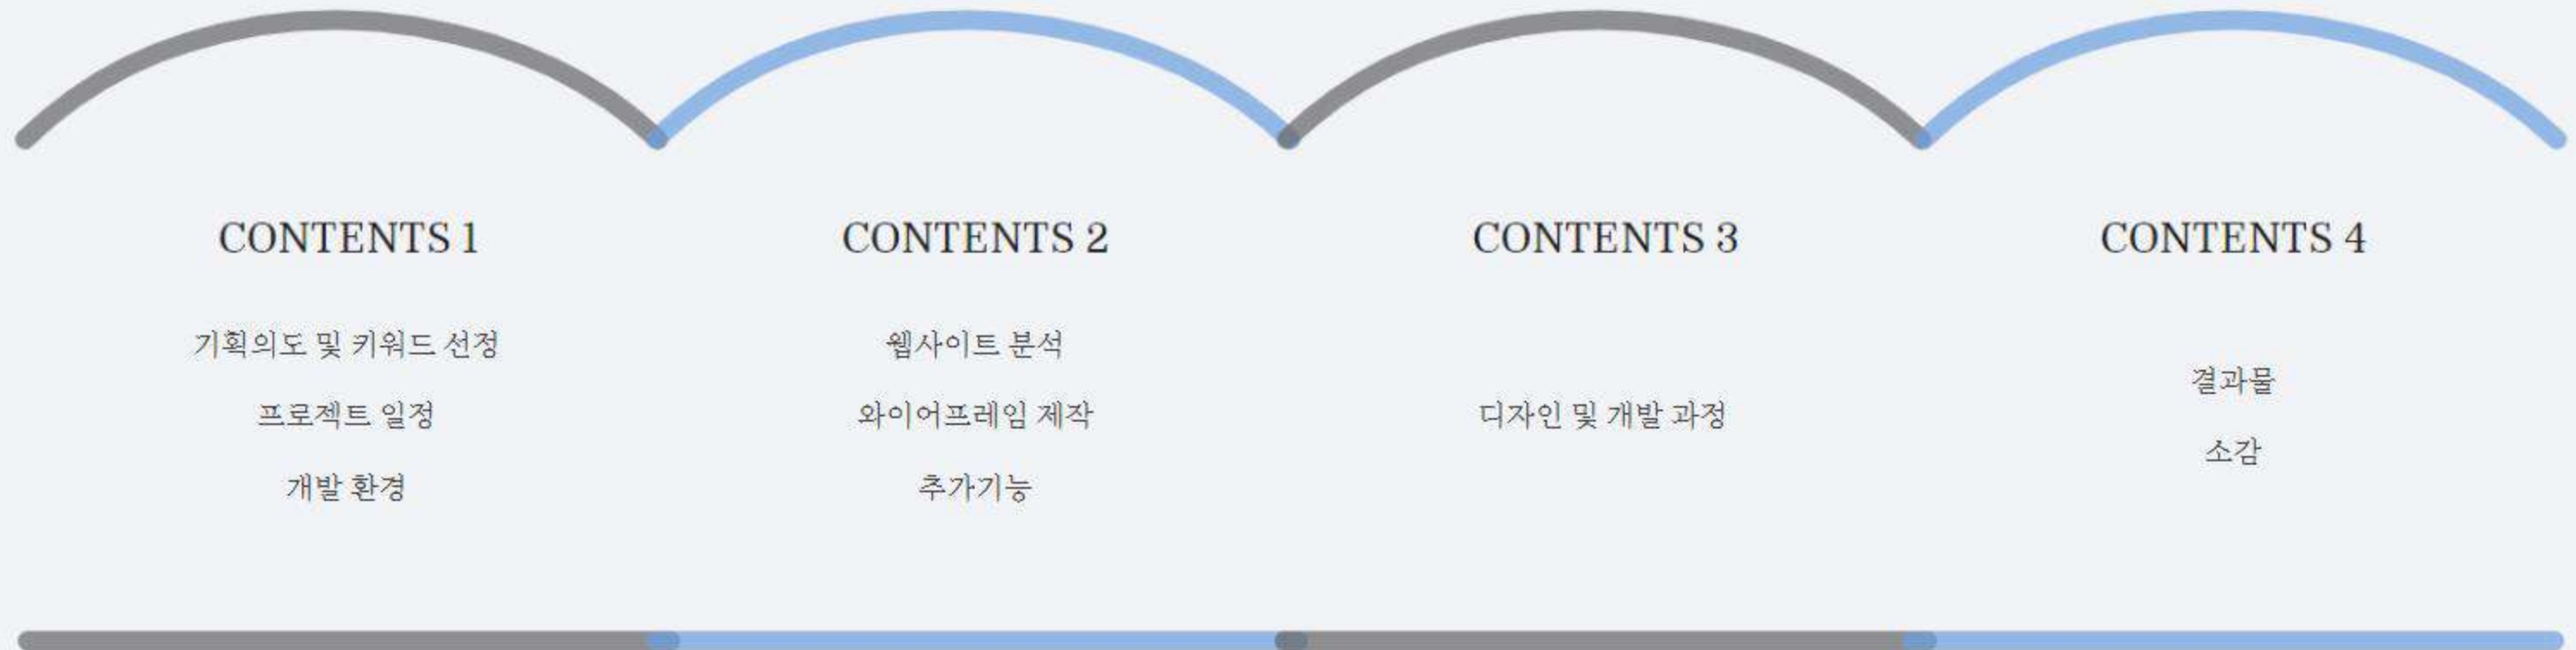 CONTENTS 1
기획의도 및 키워드 선정
프로젝트 일정
개발 환경
CONTENTS 2
웹사이트 분석
와이어프레임 제작
추가기능
CONTENTS 3
디자인 및 개발 과정
CONTENTS 4
결과물
소감